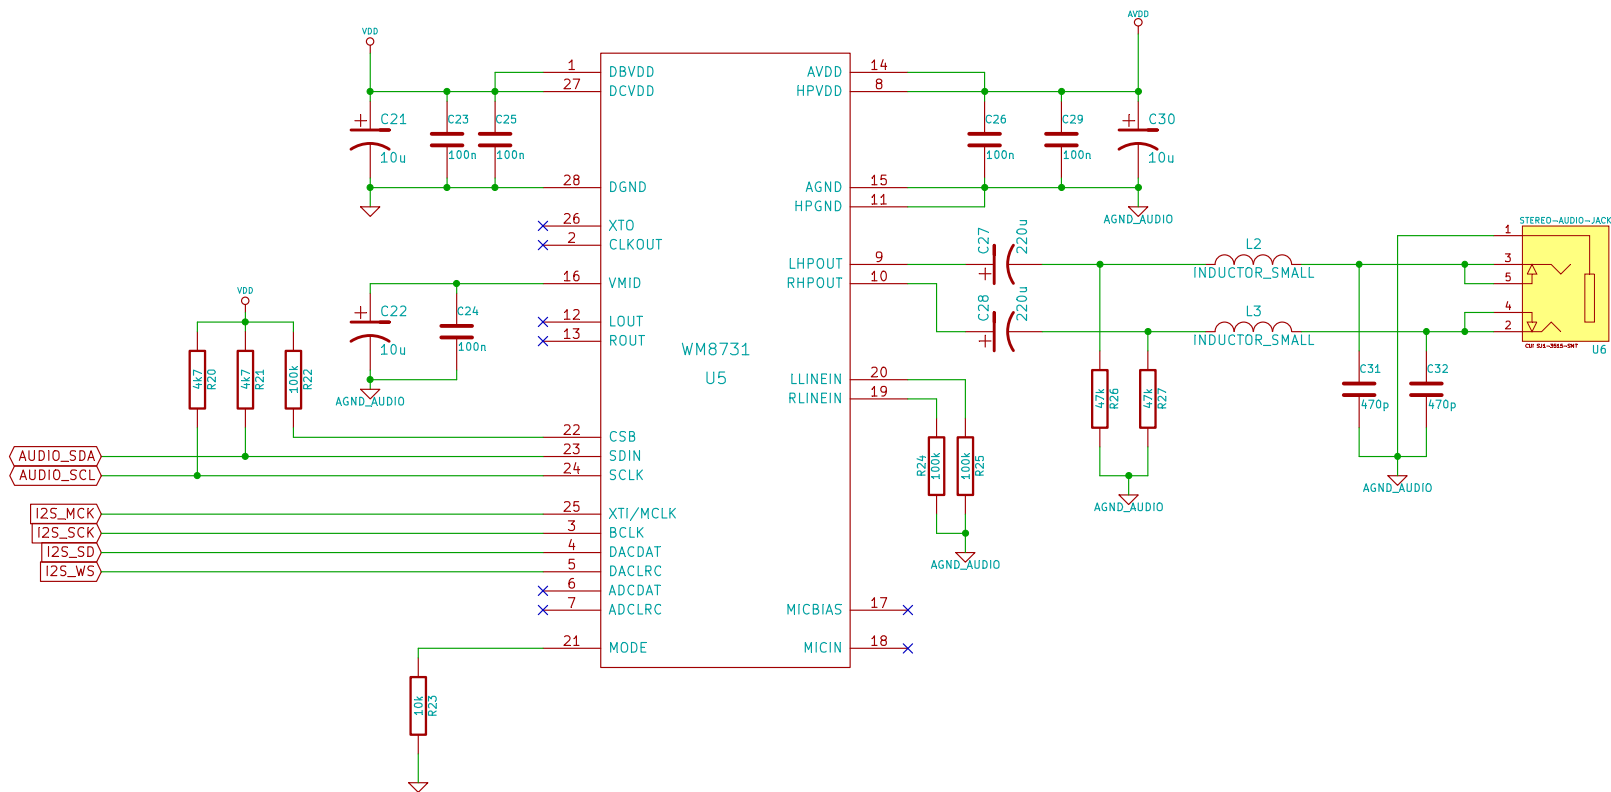 VDD
C21
10u
C23
100n
C25
100n
1 DBVDD
27 DCVDD
28 DGND
26 XTO
2 CLKOUT
16 VMID
12 LOUT
13 ROUT
22 CSB
23 SDIN
24 SCLK
25 XTI/MCLK
3 BCLK
4 DACDAT
5 DACLRC
6 ADCDAT
7 ADCLRC
21 MODE
C22
10u
C24
100n
AGND_AUDIO
VDD
4k7
R20
4k7
R21
100k
R22
AUDIO_SDA
AUDIO_SCL
I2S_MCK
I2S_SCK
I2S_SD
I2S_WS
10k
R23
WM8731
U5
AVDD 14
HPVDD 8
AGND 15
HPGND 11
LHPOUT 9
RHPOUT 10
LLINEIN 20
RLINEIN 19
MICBIAS 17
MICIN 18
AVDD
C26
100n
C29
100n
C30
10u
AGND_AUDIO
C27
220u
C28
220u
L2
INDUCTOR_SMALL
L3
INDUCTOR_SMALL
R24
100k
100k
R25
AGND_AUDIO
47k
R26
47k
R27
AGND_AUDIO
C31
470p
C32
470p
AGND_AUDIO
STEREO-AUDIO-JACK
1
3
5
4
2
CUI SJ1-3515-SMT
U6